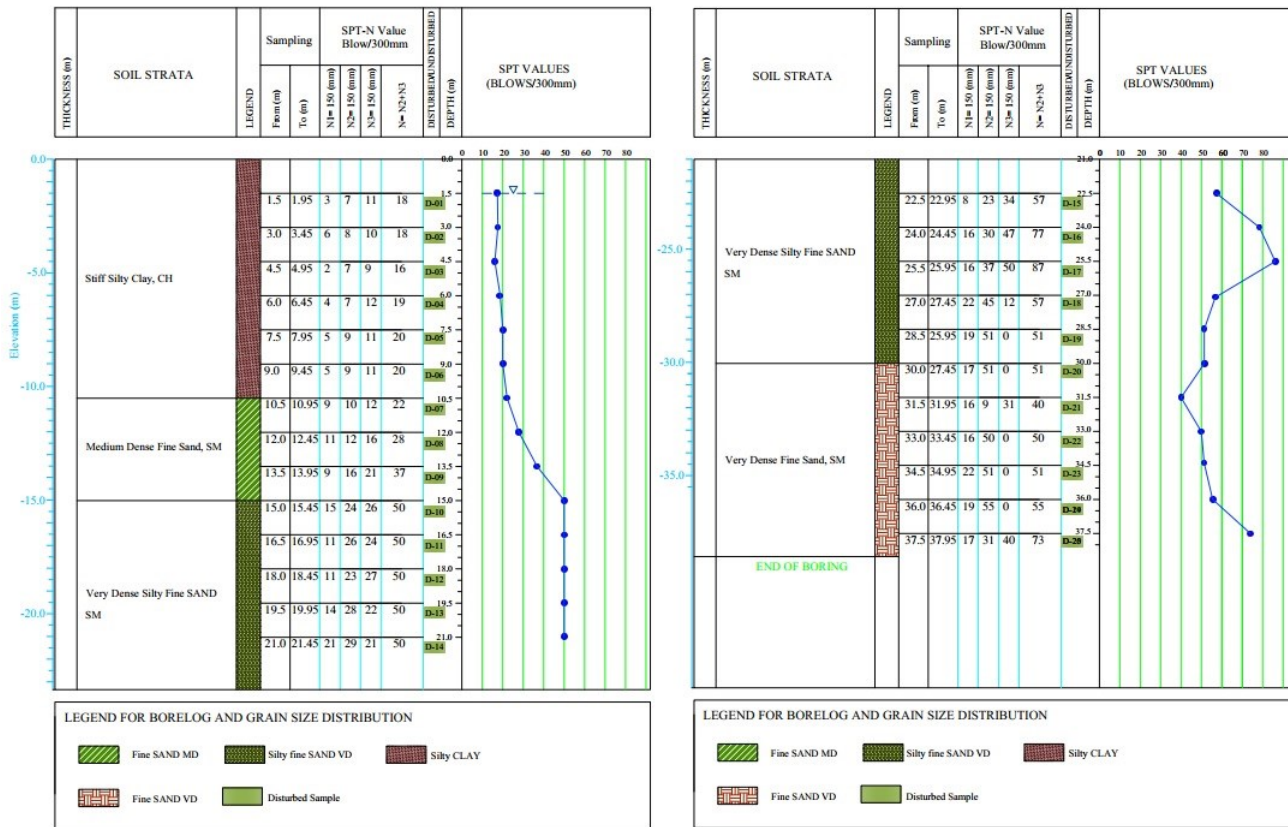 THICKNESS (m) SOIL STRATA LEGEND Sampling SPT-N Value Blow/300mm DISTURBED/UNDISTURBED DEPTH (m) SPT VALUES (BLOWS/300mm)
From (m) To (m) N1= 150 (mm) N2= 150 (mm) N3= 150 (mm) N= N2+N3
0 10 20 30 40 50 60 70 80
Elevation (m)
0.0 0.0
1.5 1.95 3 7 11 18 D-01 1.5
3.0 3.45 6 8 10 18 D-02 3.0
4.5 4.95 2 7 9 16 D-03 4.5
-5.0
Stiff Silty Clay, CH
6.0 6.45 4 7 12 19 D-04 6.0
7.5 7.95 5 9 11 20 D-05 7.5
9.0 9.45 5 9 11 20 D-06 9.0
-10.0
10.5 10.95 9 10 12 22 D-07 10.5
12.0 12.45 11 12 16 28 D-08 12.0
Medium Dense Fine Sand, SM
13.5 13.95 9 16 21 37 D-09 13.5
-15.0
15.0 15.45 15 24 26 50 D-10 15.0
16.5 16.95 11 26 24 50 D-11 16.5
18.0 18.45 11 23 27 50 D-12 18.0
Very Dense Silty Fine SAND
SM
19.5 19.95 14 28 22 50 D-13 19.5
-20.0
21.0 21.45 21 29 21 50 D-14 21.0
LEGEND FOR BORELOG AND GRAIN SIZE DISTRIBUTION
Fine SAND MD Silty fine SAND VD Silty CLAY
Fine SAND VD Disturbed Sample
THICKNESS (m) SOIL STRATA LEGEND Sampling SPT-N Value Blow/300mm DISTURBED/UNDISTURBED DEPTH (m) SPT VALUES (BLOWS/300mm)
From (m) To (m) N1= 150 (mm) N2= 150 (mm) N3= 150 (mm) N= N2+N3
0 10 20 30 40 50 60 70 80
21.0
22.5 22.95 8 23 34 57 D-15 22.5
24.0 24.45 16 30 47 77 D-16 24.0
-25.0
Very Dense Silty Fine SAND
SM
25.5 25.95 16 37 50 87 D-17 25.5
27.0 27.45 22 45 12 57 D-18 27.0
28.5 25.95 19 51 0 51 D-19 28.5
-30.0
30.0 27.45 17 51 0 51 D-20 30.0
31.5 31.95 16 9 31 40 D-21 31.5
33.0 33.45 16 50 0 50 D-22 33.0
Very Dense Fine Sand, SM
34.5 34.95 22 51 0 51 D-23 34.5
-35.0
36.0 36.45 19 55 0 55 D-20 36.0
37.5 37.95 17 31 40 73 D-20 37.5
END OF BORING
LEGEND FOR BORELOG AND GRAIN SIZE DISTRIBUTION
Fine SAND MD Silty fine SAND VD Silty CLAY
Fine SAND VD Disturbed Sample